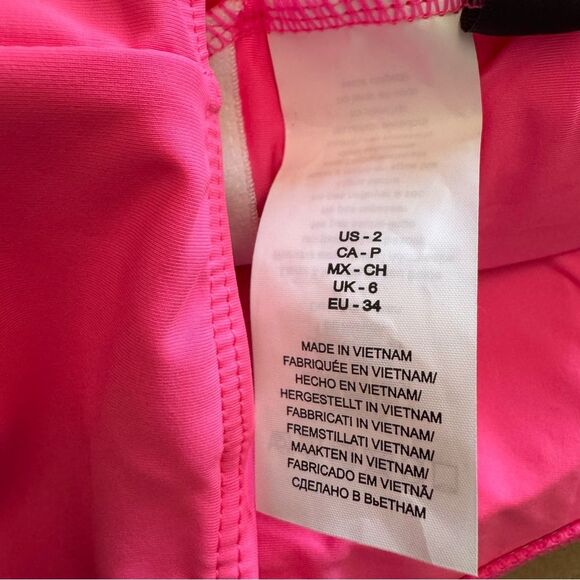 US - 2
CA - P
MX - CH
UK - 6
EU - 34
MADE IN VIETNAM
FABRIQUÉE EN VIETNAM/
HECHO EN VIETNAM/
HERGESTELLT IN VIETNAM
FABBRICATI IN VIETNAM/
FREMSTILLATI VIETNAM/
MAAKTEN IN VIETNAM/
FABRICADO EM VIETNÃ/
СДЕЛАНО В ВЬЕТНАМ